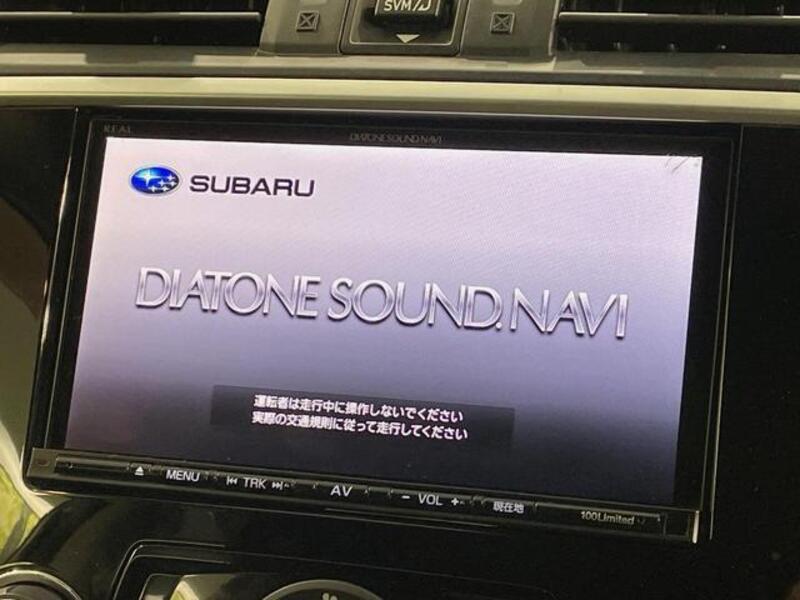 SVM/
REAL
DIATONE SOUND NAVI
SUBARU
DIATONE SOUND.NAVI
運転者は走行中に操作しないでください
実際の交通規則に従って走行してください
MENU TRK AV - VOL + 現在地 100Limited